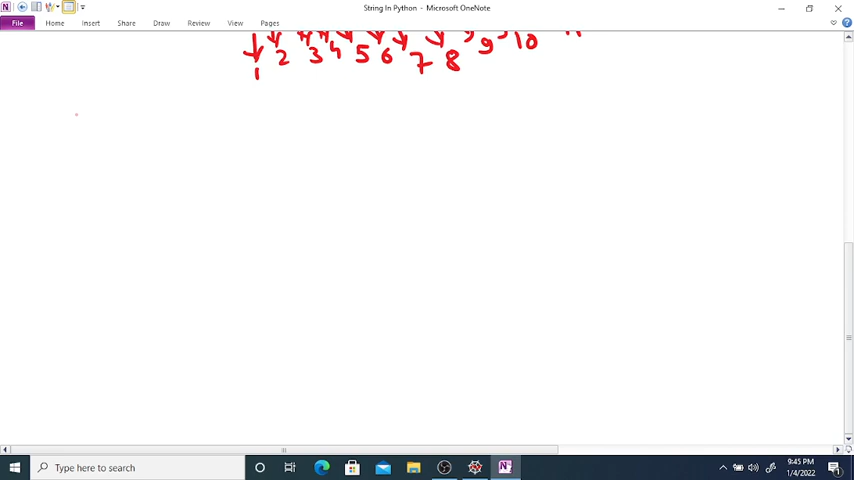 String In Python - Microsoft OneNote
File Home Insert Share Draw Review View Pages
1 2 3 4 5 6 7 8 9 10
Type here to search
9:45 PM
1/4/2022